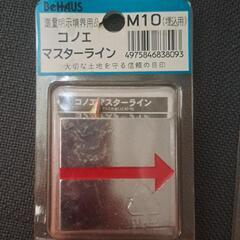 BeHAUS
測量明示境界用品
M10(埋込用)
コノエ
マスターライン
4975846838093
大切な土地を守る信頼の目印
コノエマスターライン